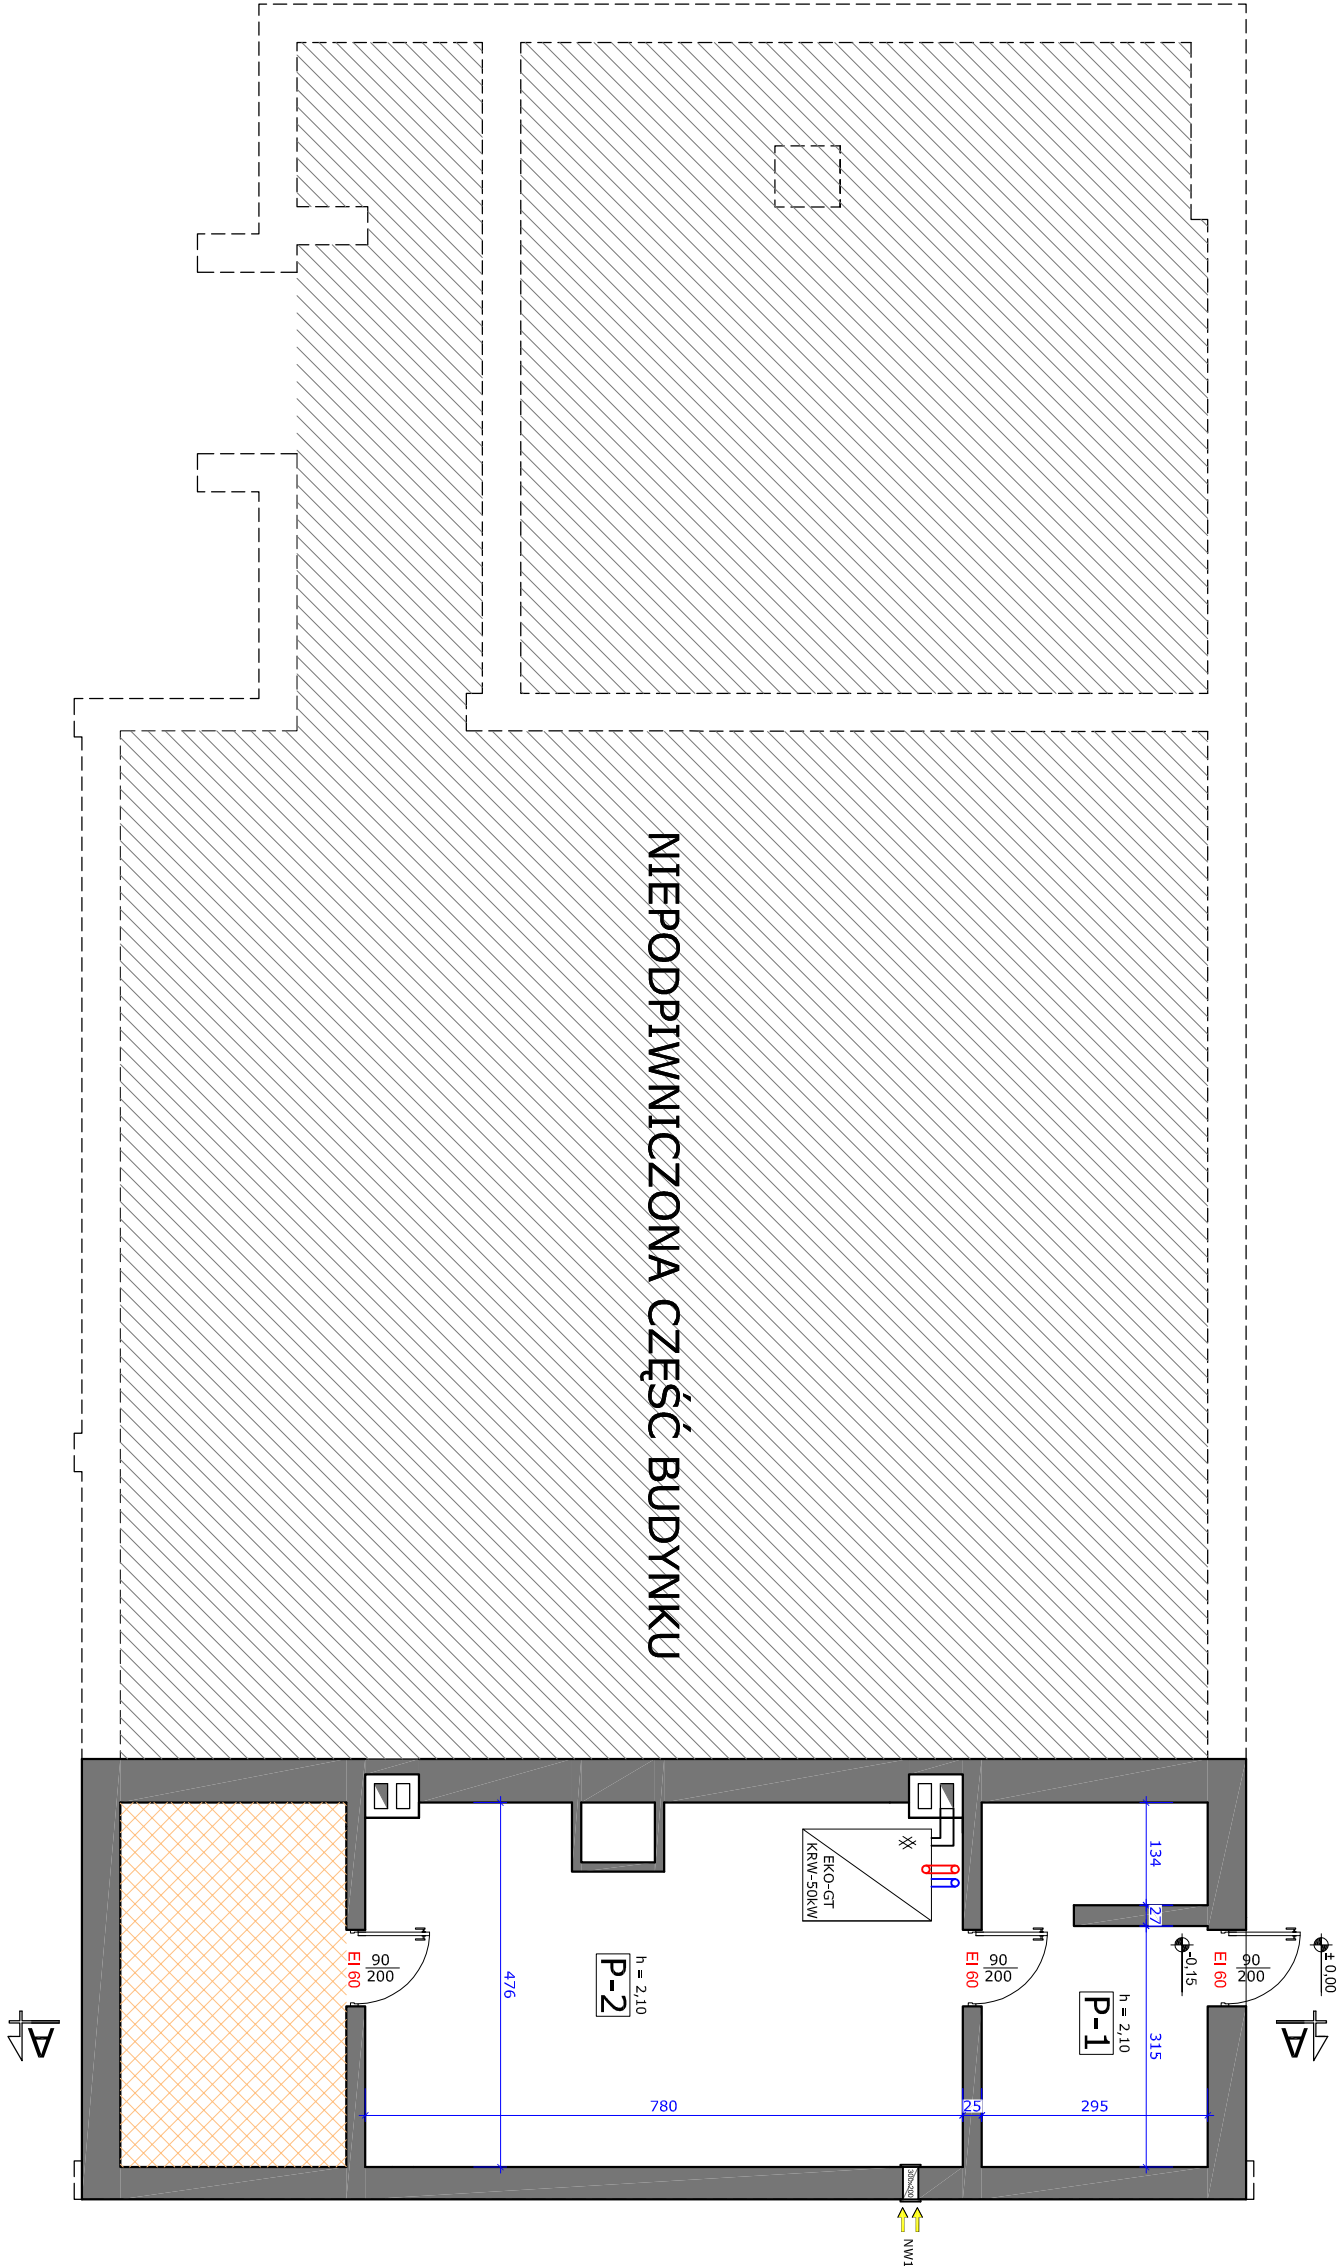 NIEPODPIWNICZONA CZĘŚĆ BUDYNKU
± 0,00
90
200
EI 60
-0,15
134
27
315
h = 2,10
P-1
295
25
780
90
200
EI 60
EKO-GT
KRW-50kW
h = 2,10
P-2
476
90
200
EI 60
300x200
NW1
A
A